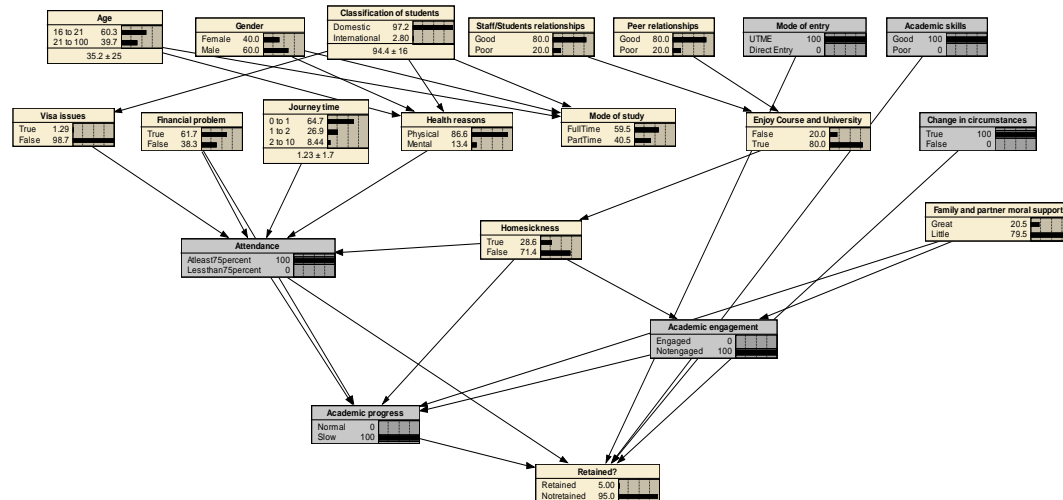 Age
16 to 21 60.3
21 to 100 39.7
35.2 ± 25
Gender
Female 40.0
Male 60.0
Classification of students
Domestic 97.2
International 2.80
94.4 ± 16
Staff/Students relationships
Good 80.0
Poor 20.0
Peer relationships
Good 80.0
Poor 20.0
Mode of entry
UTME 100
Direct Entry 0
Academic skills
Good 100
Poor 0
Visa issues
True 1.29
False 98.7
Financial problem
True 61.7
False 38.3
Journey time
0 to 1 64.7
1 to 2 26.9
2 to 10 8.44
1.23 ± 1.7
Health reasons
Physical 86.6
Mental 13.4
Mode of study
FullTime 59.5
PartTime 40.5
Enjoy Course and University
False 20.0
True 80.0
Change in circumstances
True 100
False 0
Family and partner moral support
Great 20.5
Little 79.5
Homesickness
True 28.6
False 71.4
Attendance
Atleast75percent 100
Lessthan75percent 0
Academic engagement
Engaged 0
Notengaged 100
Academic progress
Normal 0
Slow 100
Retained?
Retained 5.00
Notretained 95.0